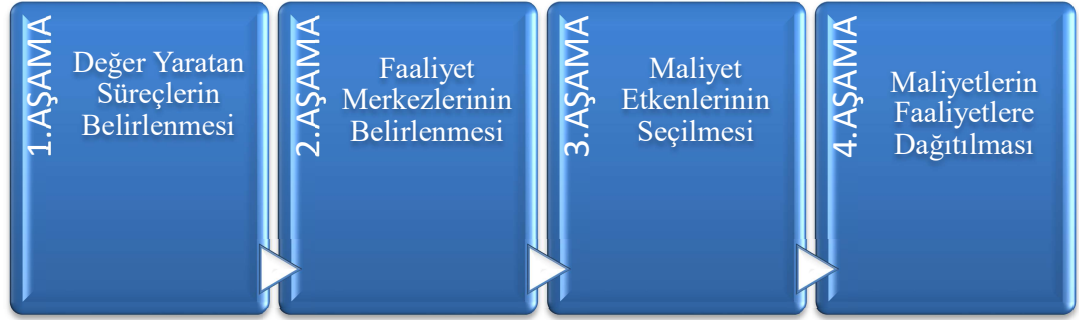 1.AŞAMA
Değer Yaratan
Süreçlerin
Belirlenmesi
2.AŞAMA
Faaliyet
Merkezlerinin
Belirlenmesi
3.AŞAMA
Maliyet
Etkenlerinin
Seçilmesi
4.AŞAMA
Maliyetlerin
Faaliyetlere
Dağıtılması